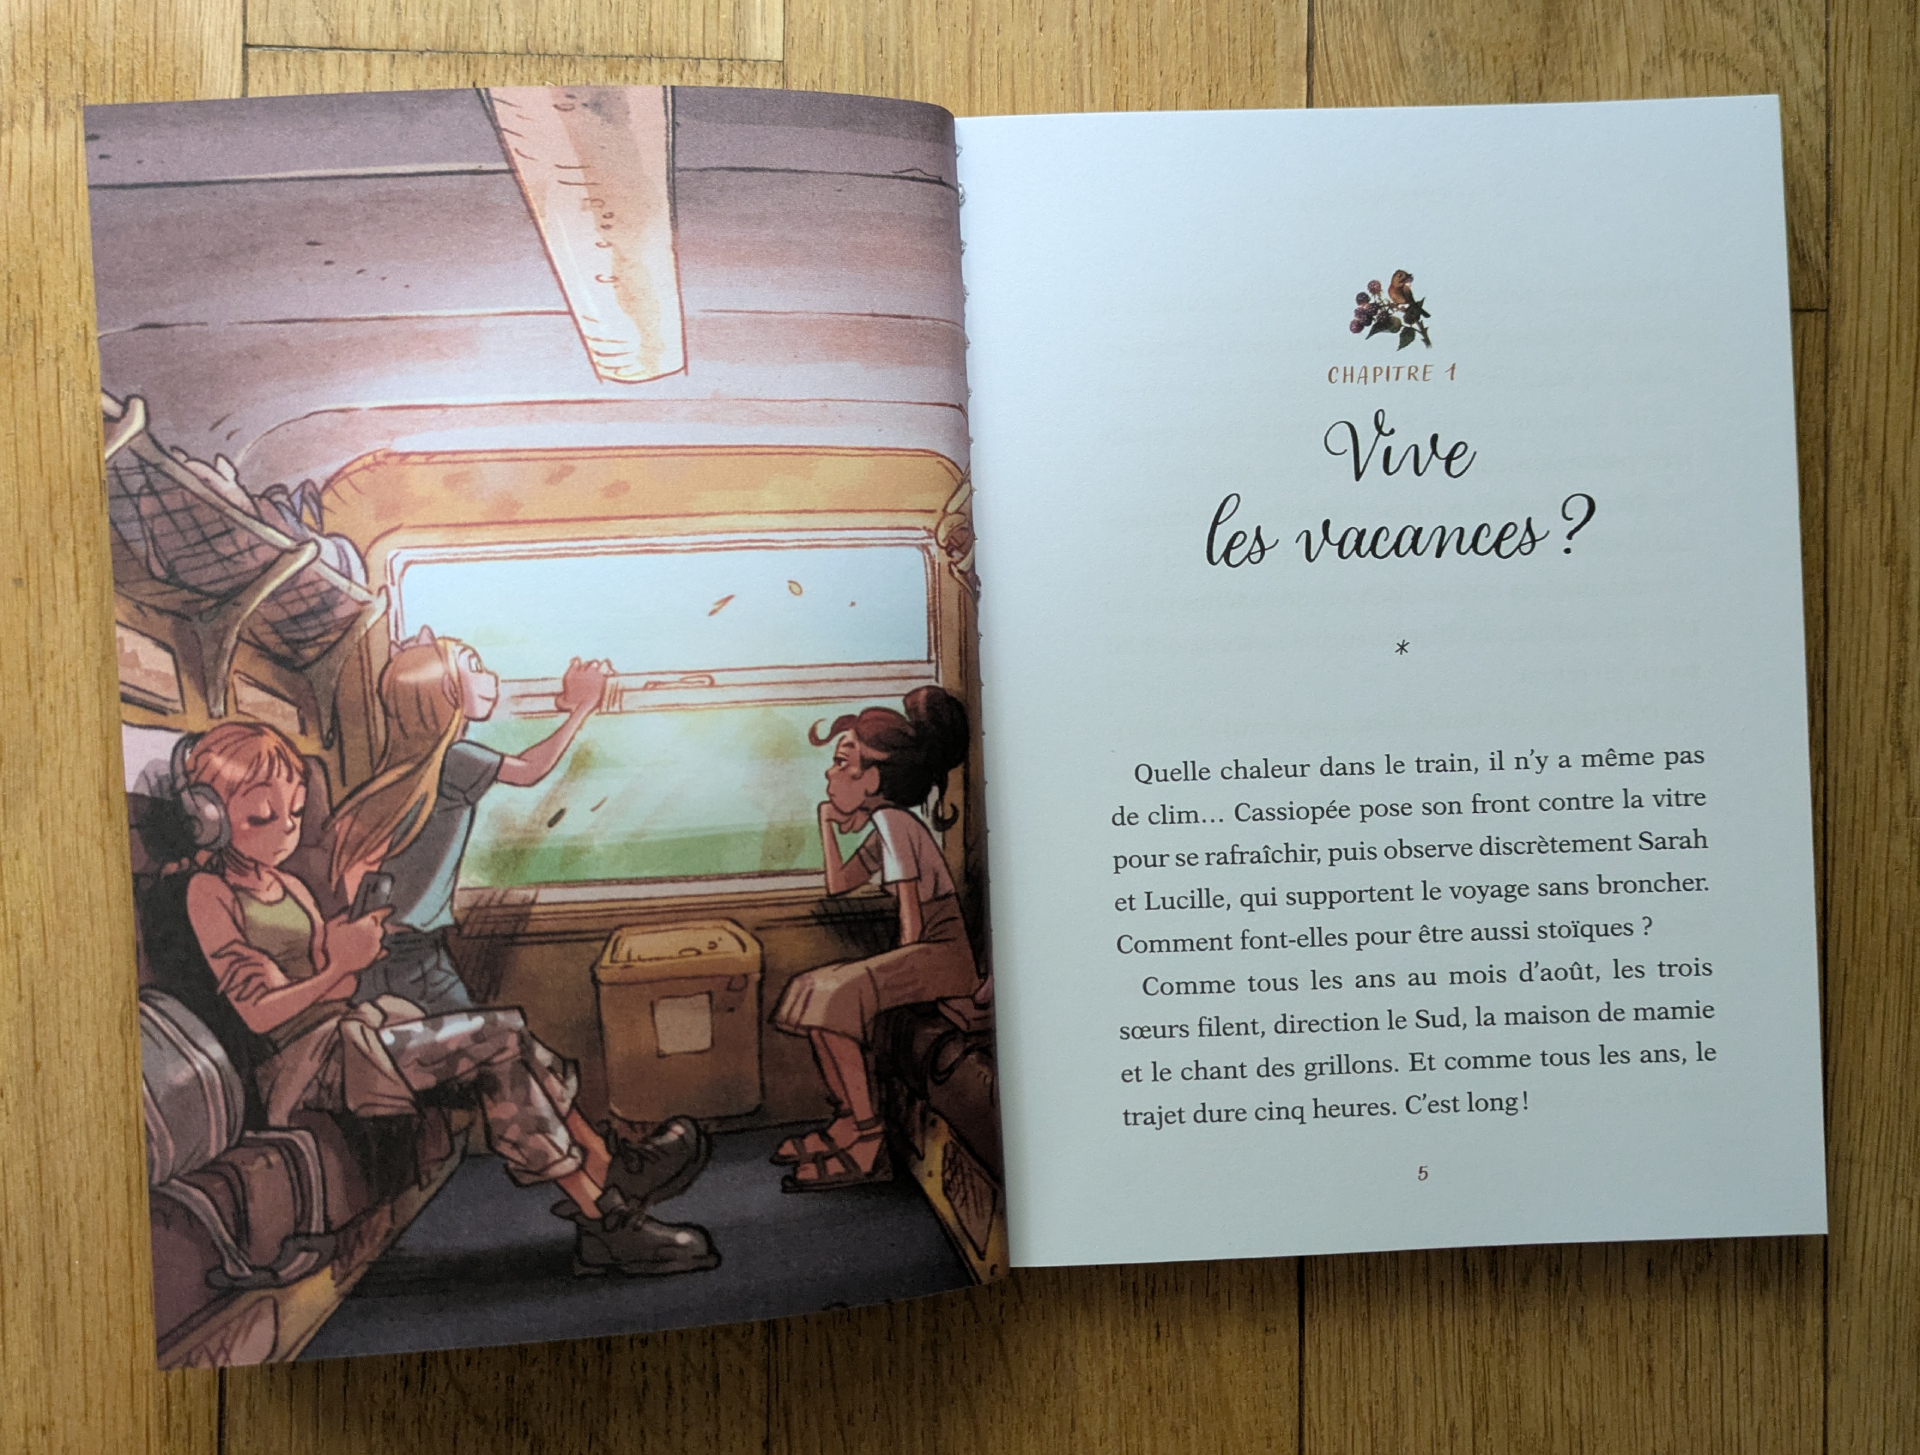 CHAPITRE 1
Vive
les vacances ?
*
Quelle chaleur dans le train, il n'y a même pas
de clim… Cassiopée pose son front contre la vitre
pour se rafraîchir, puis observe discrètement Sarah
et Lucille, qui supportent le voyage sans broncher.
Comment font-elles pour être aussi stoïques ?
Comme tous les ans au mois d'août, les trois
sœurs filent, direction le Sud, la maison de mamie
et le chant des grillons. Et comme tous les ans, le
trajet dure cinq heures. C'est long !
5